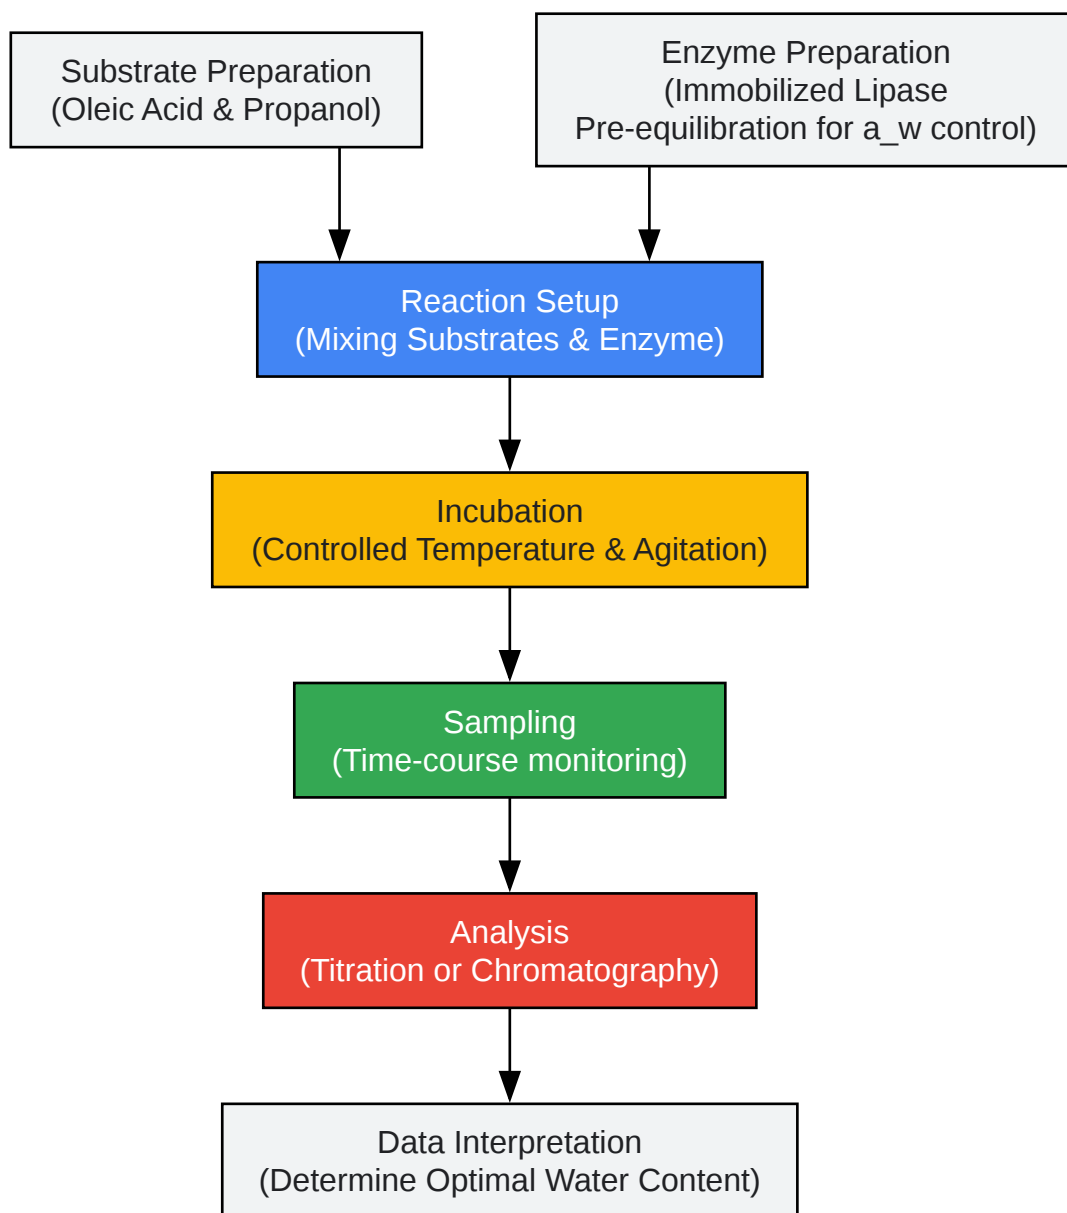 Substrate Preparation
(Oleic Acid & Propanol)
Enzyme Preparation
(Immobilized Lipase
Pre-equilibration for a_w control)
Reaction Setup
(Mixing Substrates & Enzyme)
Incubation
(Controlled Temperature & Agitation)
Sampling
(Time-course monitoring)
Analysis
(Titration or Chromatography)
Data Interpretation
(Determine Optimal Water Content)